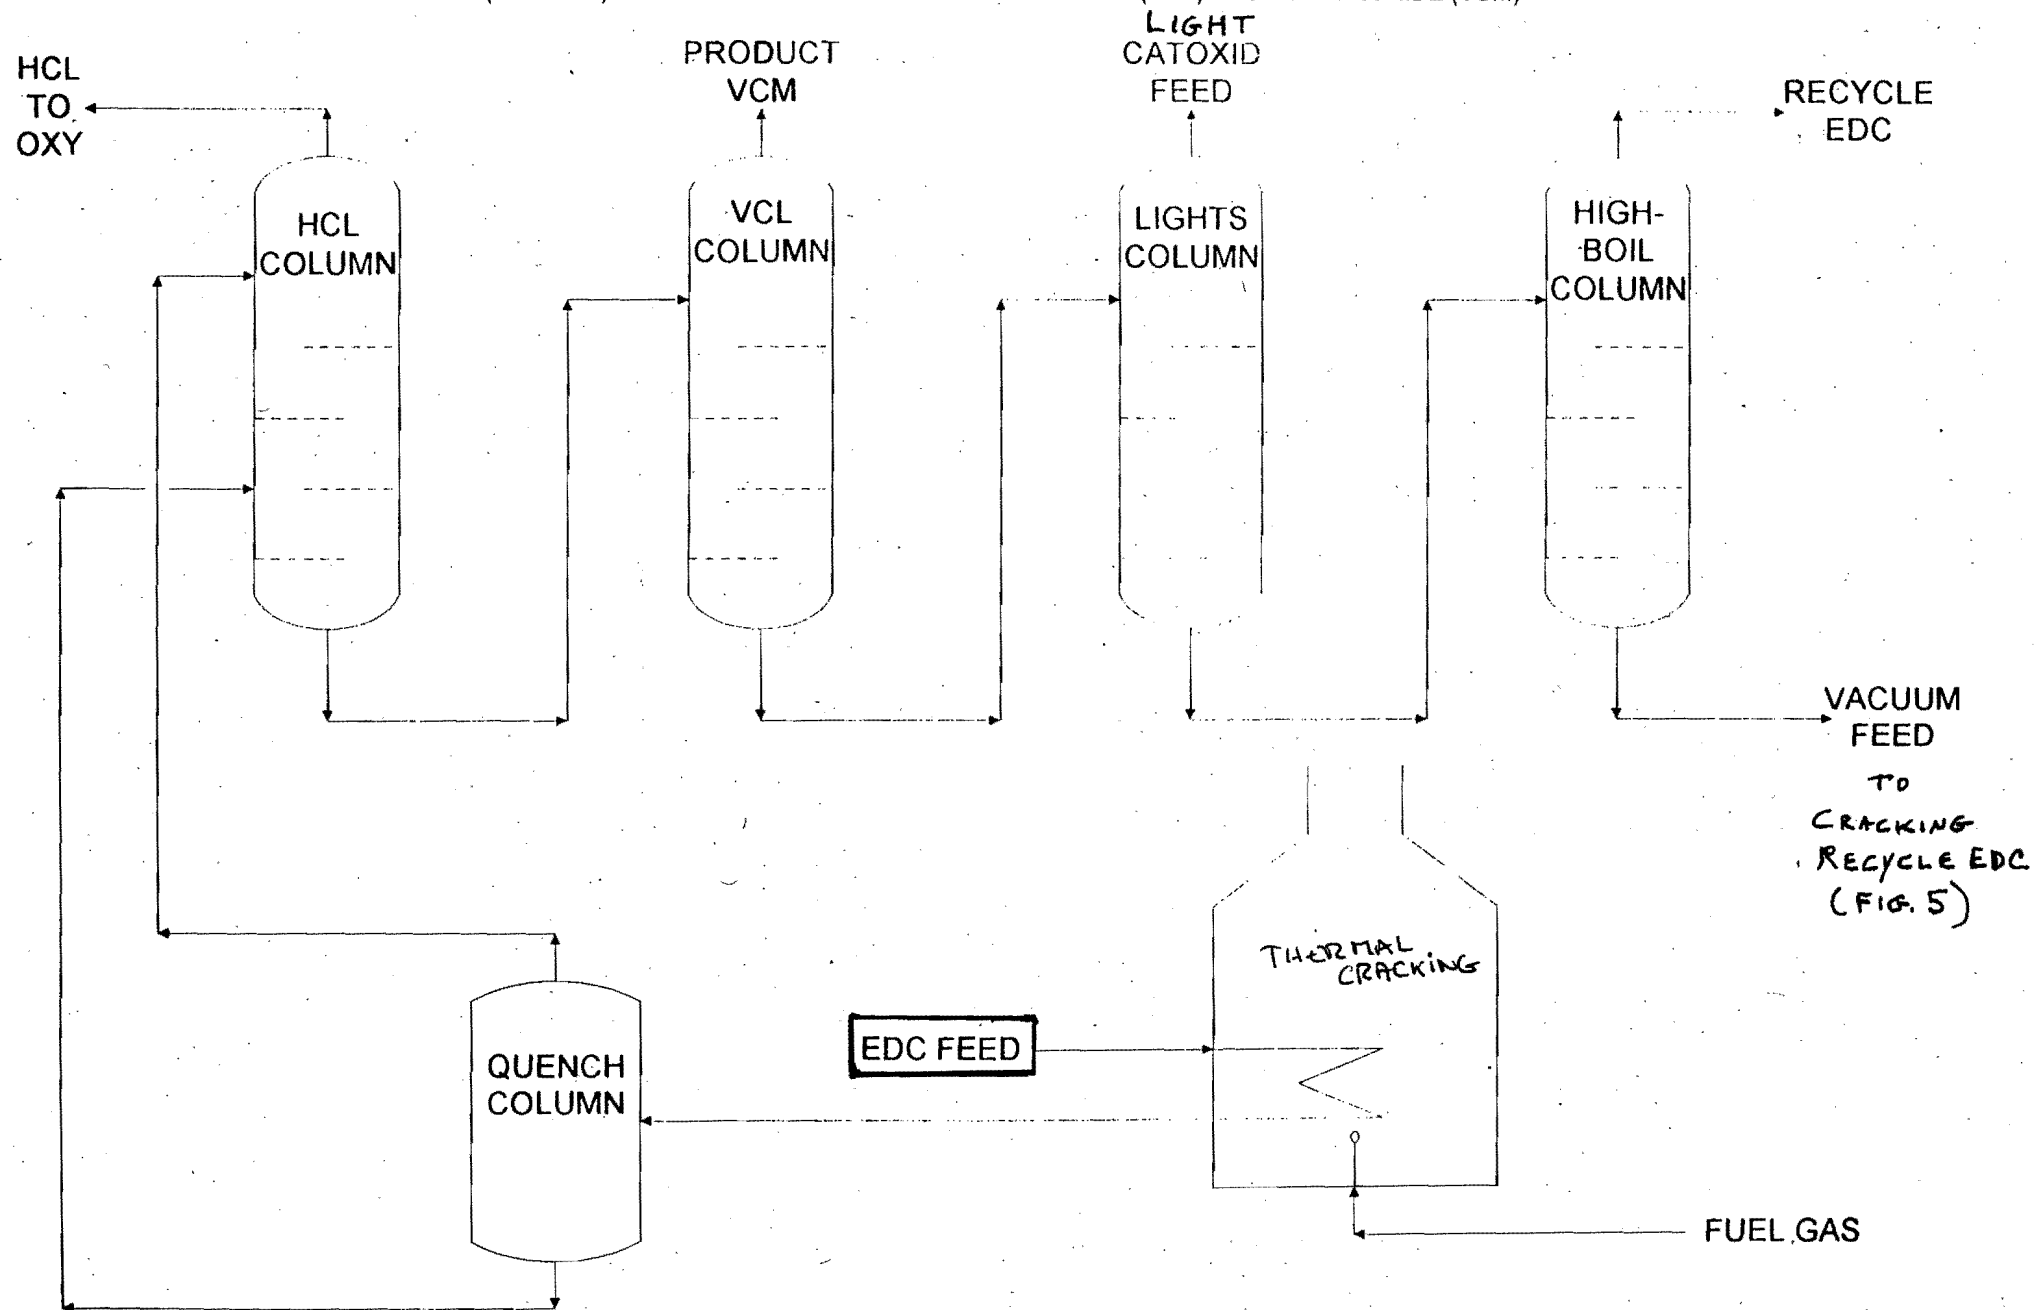 LIGHT
HCL
TO
OXY
PRODUCT
VCM
CATOXID
FEED
RECYCLE
EDC
HCL
COLUMN
VCL
COLUMN
LIGHTS
COLUMN
HIGH-
BOIL
COLUMN
VACUUM
FEED
TO
CRACKING
RECYCLE EDC
(FIG. 5)
THERMAL
CRACKING
EDC FEED
QUENCH
COLUMN
FUEL GAS